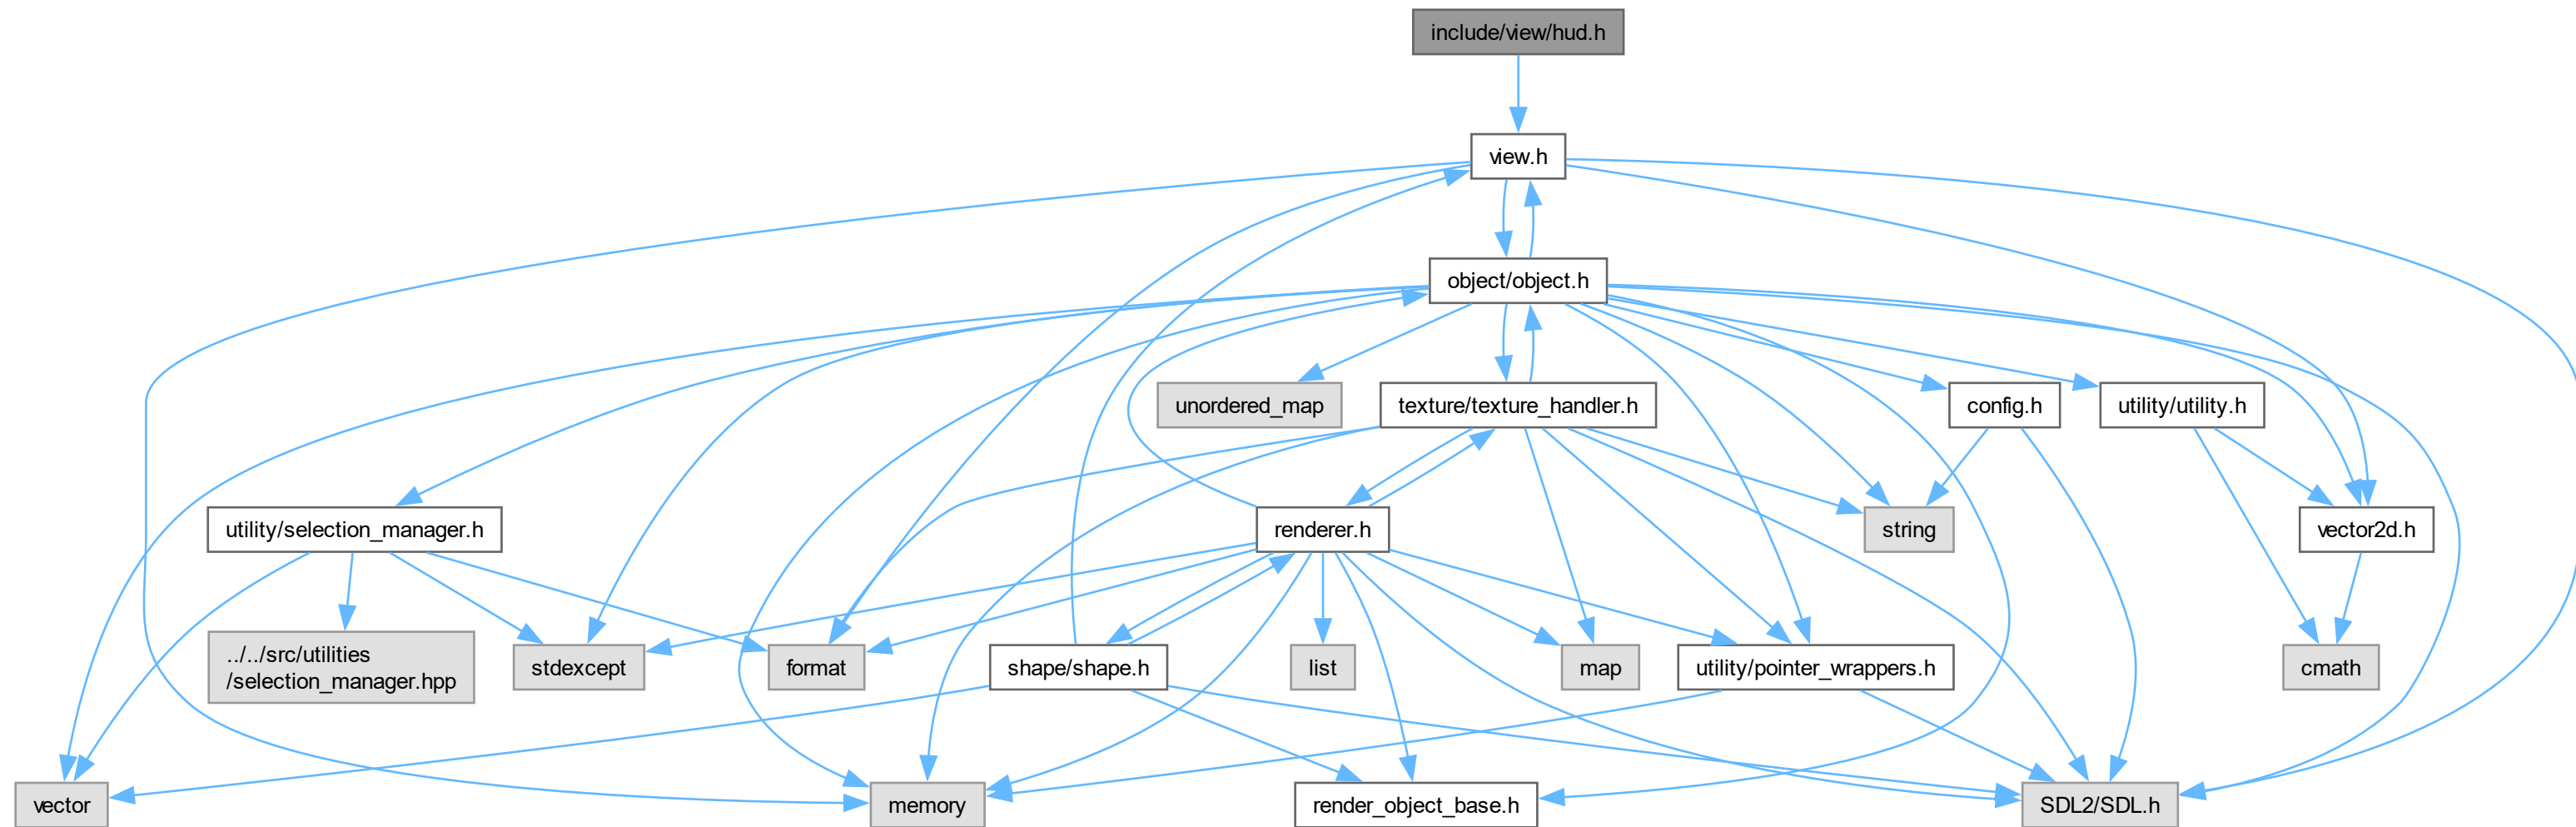 include/view/hud.h
view.h
object/object.h
unordered_map
texture/texture_handler.h
config.h
utility/utility.h
utility/selection_manager.h
renderer.h
string
vector2d.h
../../src/utilities
/selection_manager.hpp
stdexcept
format
shape/shape.h
list
map
utility/pointer_wrappers.h
cmath
vector
memory
render_object_base.h
SDL2/SDL.h